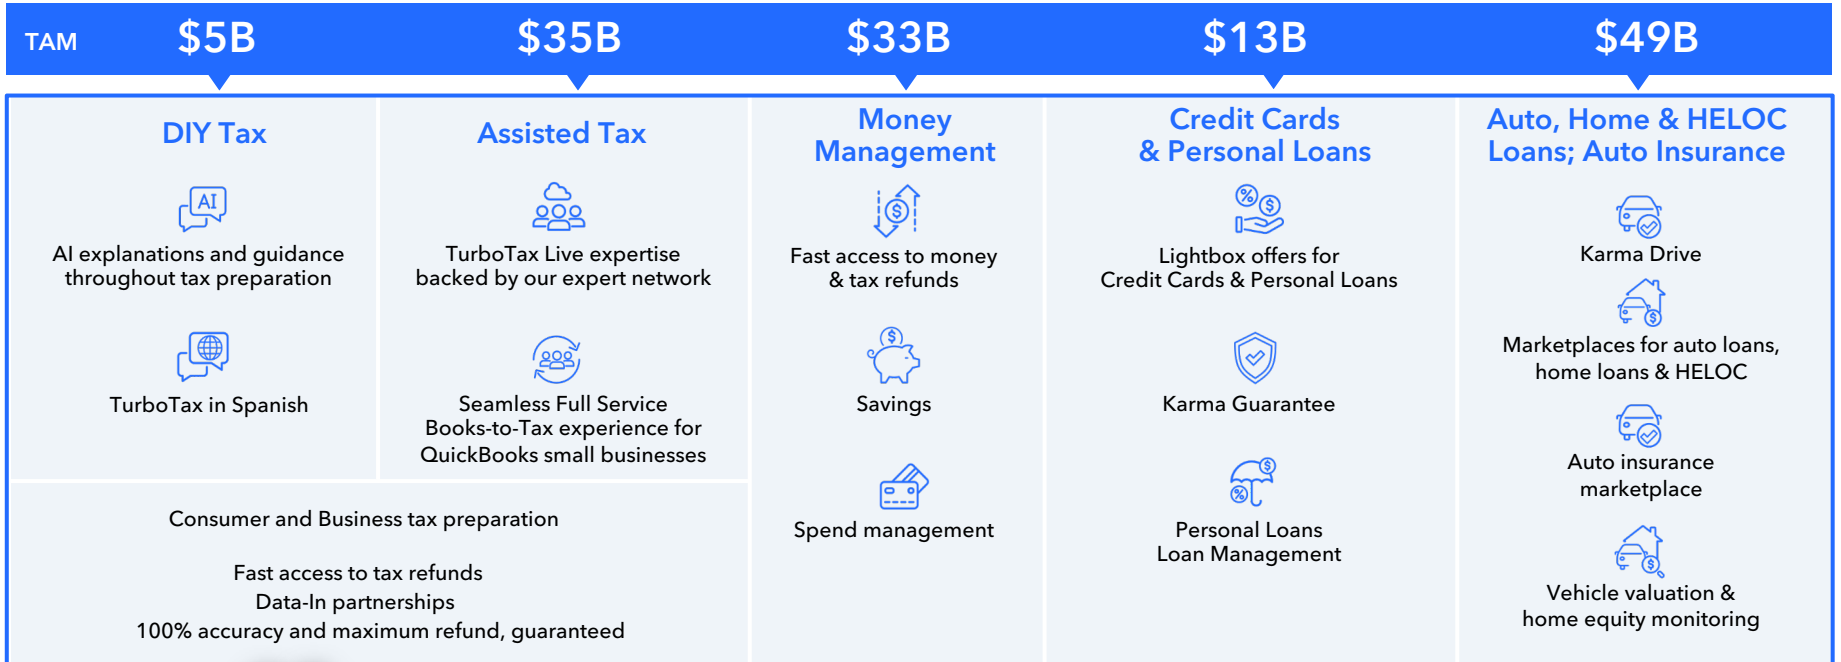 TAM
$5B
$35B
$33B
$13B
$49B
DIY Tax
AI
AI explanations and guidance
throughout tax preparation
TurboTax in Spanish
Assisted Tax
TurboTax Live expertise
backed by our expert network
Seamless Full Service
Books-to-Tax experience for
QuickBooks small businesses
Consumer and Business tax preparation
Fast access to tax refunds
Data-In partnerships
100% accuracy and maximum refund, guaranteed
Money
Management
$
Fast access to money
& tax refunds
$
Savings
Spend management
Credit Cards
& Personal Loans
%
$
Lightbox offers for
Credit Cards & Personal Loans
Karma Guarantee
$
%
Personal Loans
Loan Management
Auto, Home & HELOC
Loans; Auto Insurance
Karma Drive
$
Marketplaces for auto loans,
home loans & HELOC
Auto insurance
marketplace
$
Vehicle valuation &
home equity monitoring